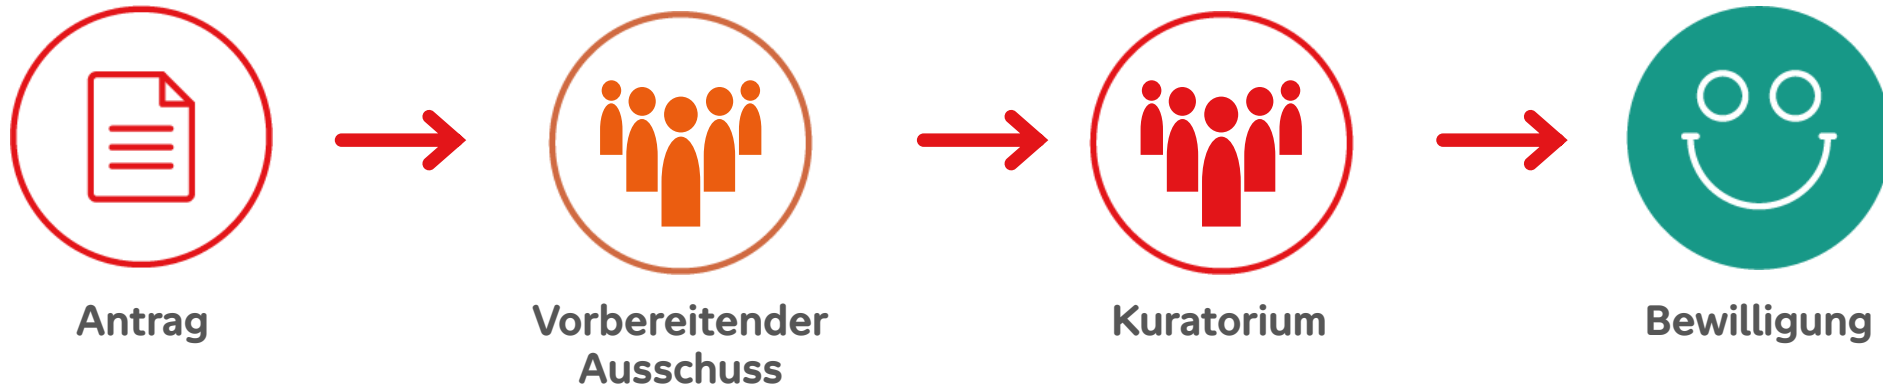 Antrag
Vorbereitender
Ausschuss
Kuratorium
Bewilligung